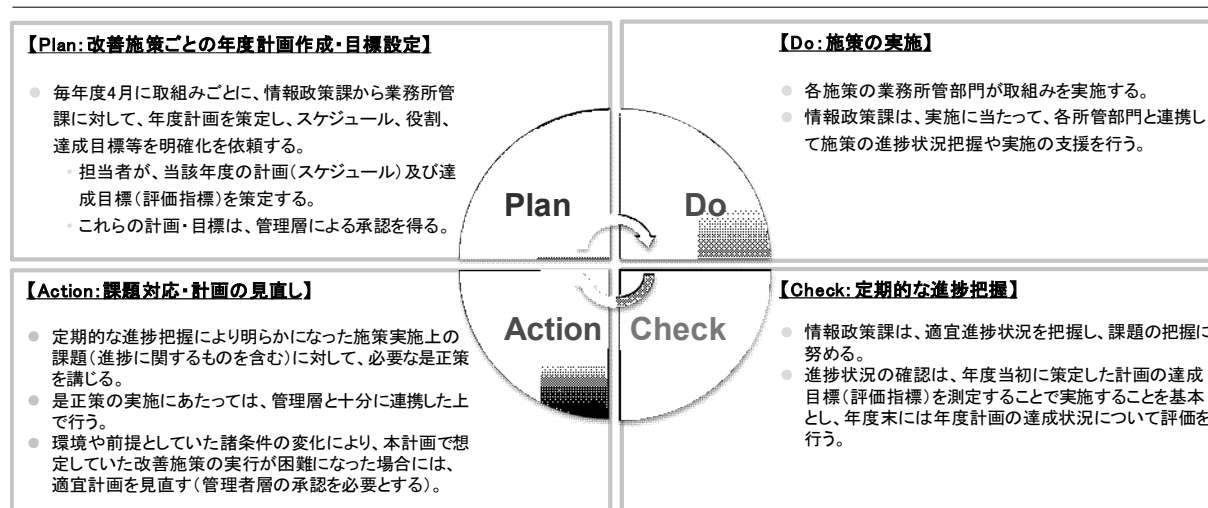 【Plan:改善施策ごとの年度計画作成・目標設定】
● 毎年度4月に取組みごとに、情報政策課から業務所管
課に対して、年度計画を策定し、スケジュール、役割、
達成目標等を明確化を依頼する。
• 担当者が、当該年度の計画(スケジュール)及び達
成目標(評価指標)を策定する。
• これらの計画・目標は、管理層による承認を得る。
【Do:施策の実施】
● 各施策の業務所管部門が取組みを実施する。
● 情報政策課は、実施に当たって、各所管部門と連携し
て施策の進捗状況把握や実施の支援を行う。
Plan
Do
Action
Check
【Action:課題対応・計画の見直し】
● 定期的な進捗把握により明らかになった施策実施上の
課題(進捗に関するものを含む)に対して、必要な是正策
を講じる。
● 是正策の実施にあたっては、管理層と十分に連携した上
で行う。
● 環境や前提としていた諸条件の変化により、本計画で想
定していた改善施策の実行が困難になった場合には、
適宜計画を見直す(管理者層の承認を必要とする)。
【Check:定期的な進捗把握】
● 情報政策課は、適宜進捗状況を把握し、課題の把握に
努める。
● 進捗状況の確認は、年度当初に策定した計画の達成
目標(評価指標)を測定することで実施することを基本
とし、年度末には年度計画の達成状況について評価を
行う。